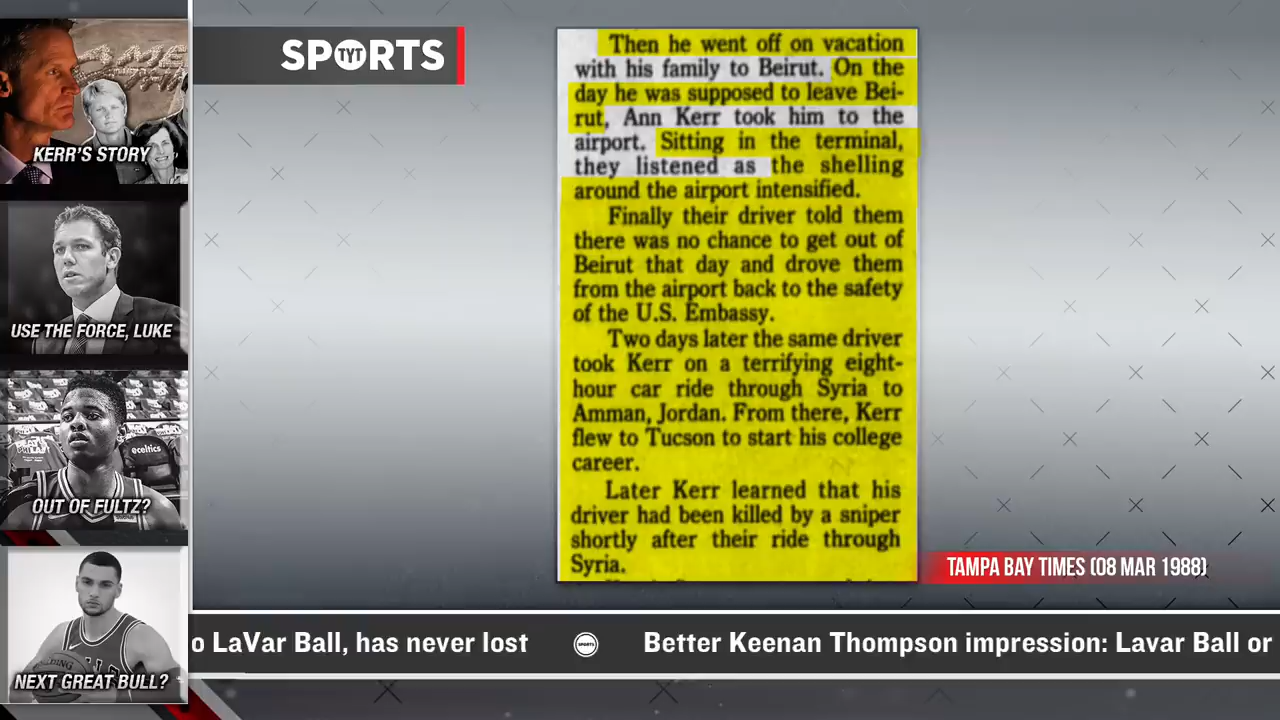 SPORTS
TYT
KERR'S STORY
USE THE FORCE, LUKE
OUT OF FULTZ?
NEXT GREAT BULL?
Then he went off on vacation
with his family to Beirut. On the
day he was supposed to leave Bei-
rut, Ann Kerr took him to the
airport. Sitting in the terminal,
they listened as the shelling
around the airport intensified.
Finally their driver told them
there was no chance to get out of
Beirut that day and drove them
from the airport back to the safety
of the U.S. Embassy.
Two days later the same driver
took Kerr on a terrifying eight-
hour car ride through Syria to
Amman, Jordan. From there, Kerr
flew to Tucson to start his college
career.
Later Kerr learned that his
driver had been killed by a sniper
shortly after their ride through
Syria.
TAMPA BAY TIMES (08 MAR 1988)
o LaVar Ball, has never lost
SPORTS
Better Keenan Thompson impression: Lavar Ball or